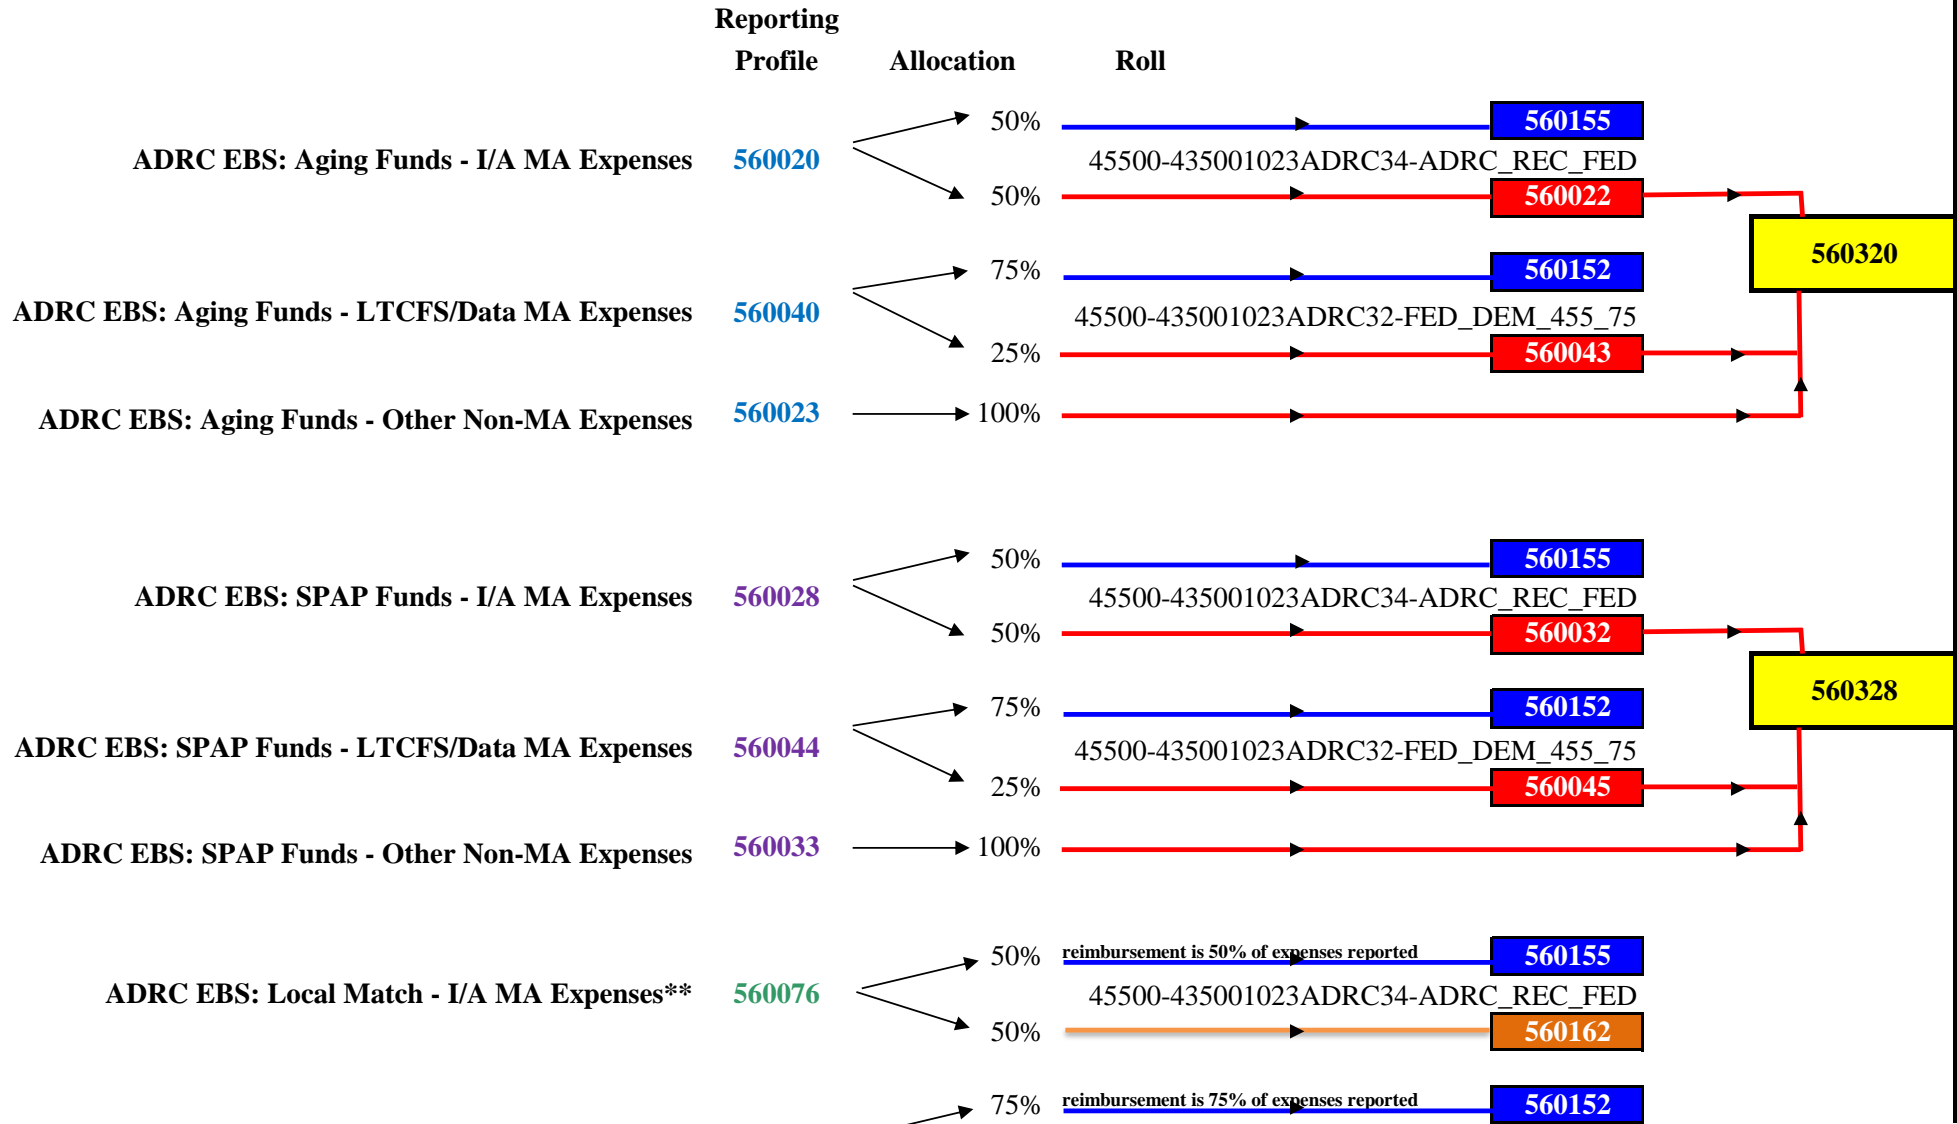 Reporting
Profile Allocation Roll
50% 560155
ADRC EBS: Aging Funds - I/A MA Expenses 560020 45500-435001023ADRC34-ADRC_REC_FED
50% 560022
560320
75% 560152
ADRC EBS: Aging Funds - LTCFS/Data MA Expenses 560040 45500-435001023ADRC32-FED_DEM_455_75
25% 560043
ADRC EBS: Aging Funds - Other Non-MA Expenses 560023 100%
50% 560155
ADRC EBS: SPAP Funds - I/A MA Expenses 560028 45500-435001023ADRC34-ADRC_REC_FED
50% 560032
560328
75% 560152
ADRC EBS: SPAP Funds - LTCFS/Data MA Expenses 560044 45500-435001023ADRC32-FED_DEM_455_75
25% 560045
ADRC EBS: SPAP Funds - Other Non-MA Expenses 560033 100%
50% reimbursement is 50% of expenses reported 560155
ADRC EBS: Local Match - I/A MA Expenses** 560076 45500-435001023ADRC34-ADRC_REC_FED
50% 560162
75% reimbursement is 75% of expenses reported 560152